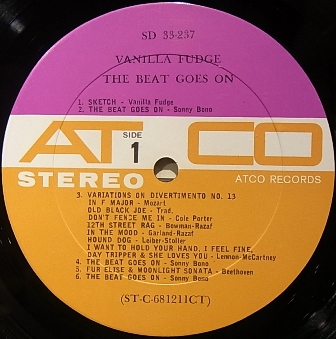 SD 33-237
VANILLA FUDGE
THE BEAT GOES ON
1. SKETCH - Vanilla Fudge
2. THE BEAT GOES ON - Sonny Bono
ATCO
SIDE
1
STEREO
ATCO RECORDS
3. VARIATIONS ON DIVERTIMENTO NO. 13
IN F MAJOR - Mozart
OLD BLACK JOE - Trad.
DON'T FENCE ME IN - Cole Porter
12TH STREET RAG - Bowman-Razaf
IN THE MOOD - Garland-Razaf
HOUND DOG - Leiber-Stoller
I WANT TO HOLD YOUR HAND, I FEEL FINE,
DAY TRIPPER & SHE LOVES YOU - Lennon-McCartney
4. THE BEAT GOES ON - Sonny Bono
5. FUR ELISE & MOONLIGHT SONATA - Beethoven
6. THE BEAT GOES ON - Sonny Bono
(ST-C-681211CT)